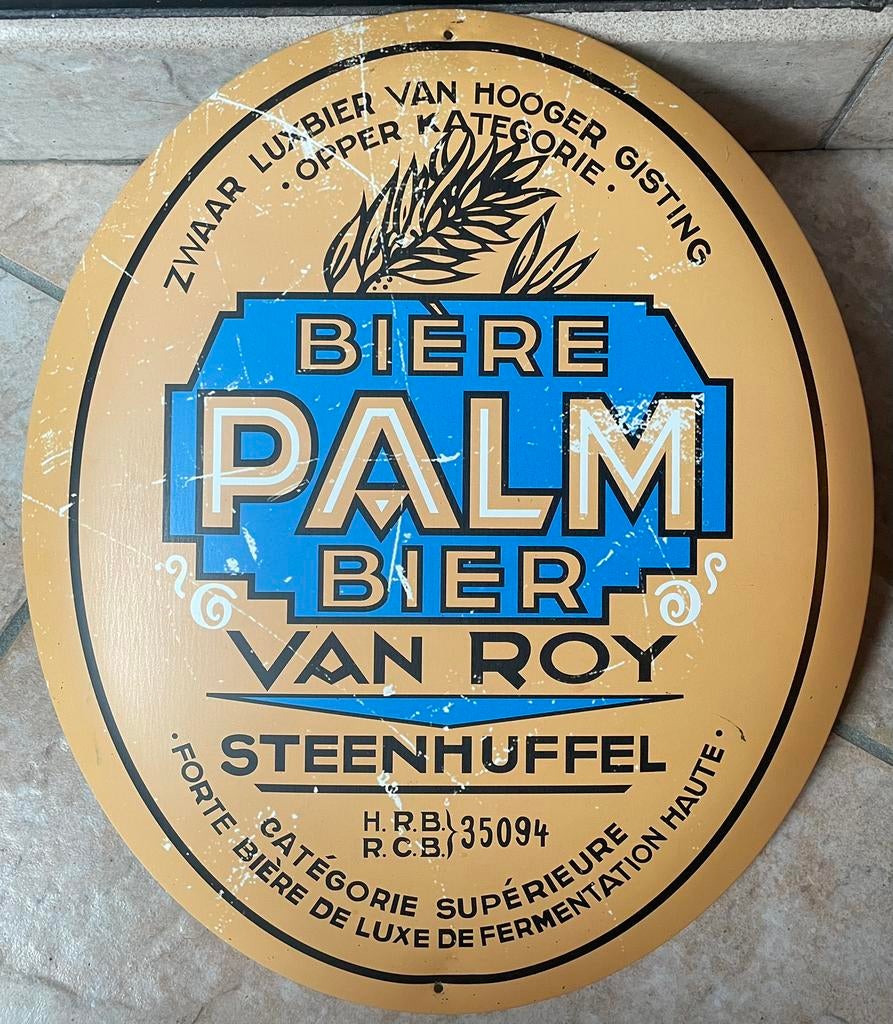 ZWAAR LUXBIER VAN HOOGER GISTING
· OPPER KATEGORIE ·
BIÈRE
PALM
BIER
VAN ROY
STEENHUFFEL
H.R.B.} 35094
R.C.B.}
CATÉGORIE SUPÉRIEURE
· FORTE BIÈRE DE LUXE DE FERMENTATION HAUTE ·